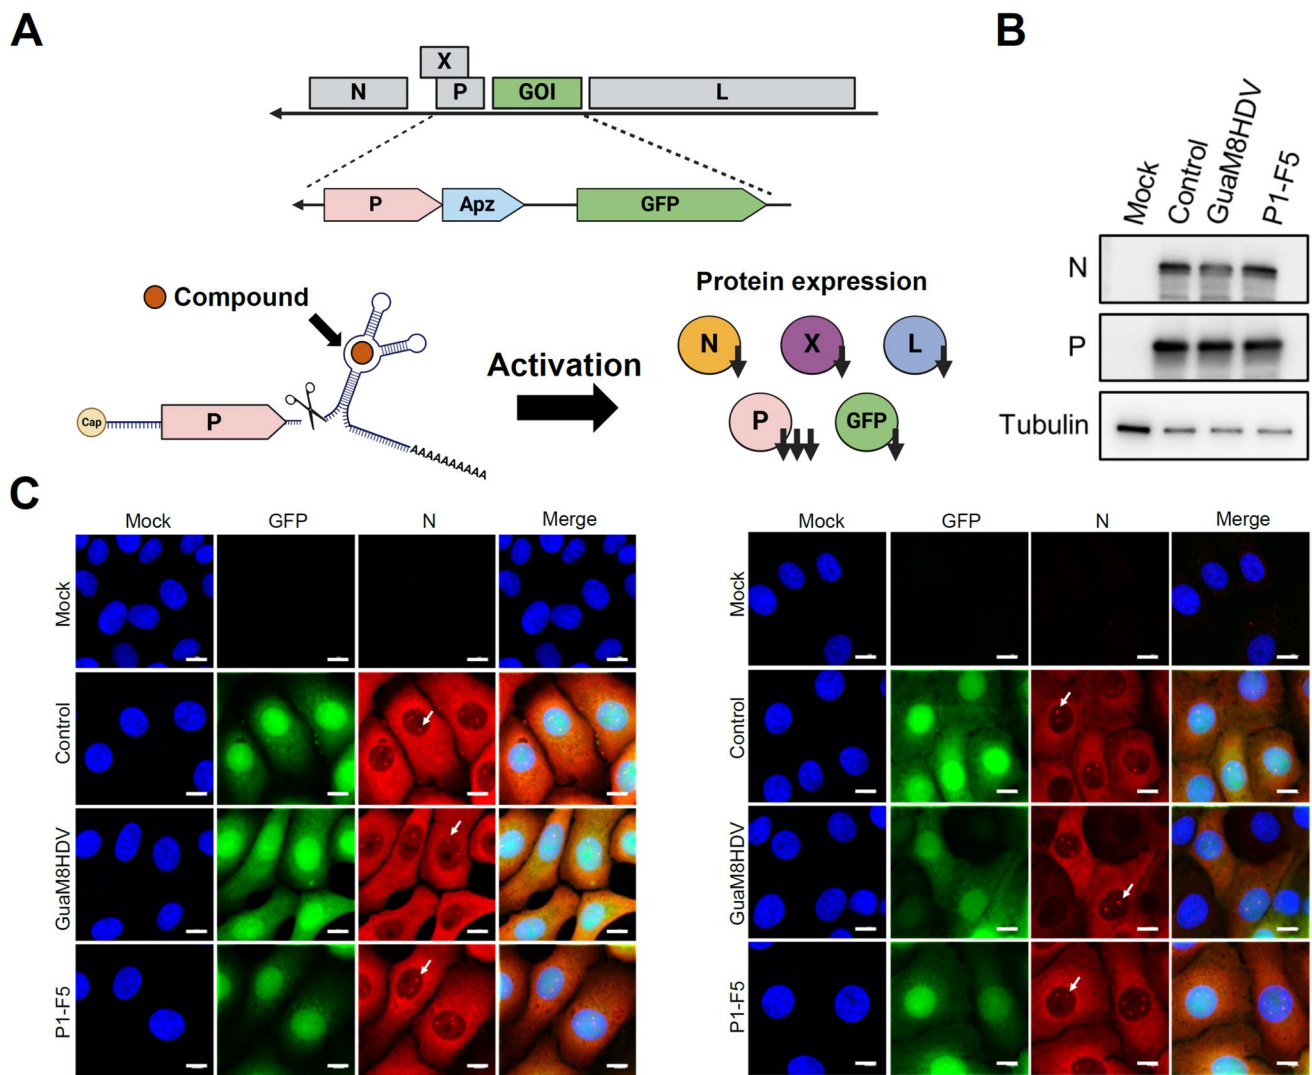 A
X
N
P
GOI
L
P
Apz
GFP
Compound
Cap
P
AAAAAAAAAA
Activation
Protein expression
N
X
L
P
GFP
B
Mock
Control
GuaM8HDV
P1-F5
N
P
Tubulin
C
Mock
GFP
N
Merge
Mock
Control
GuaM8HDV
P1-F5
Mock
GFP
N
Merge
Mock
Control
GuaM8HDV
P1-F5